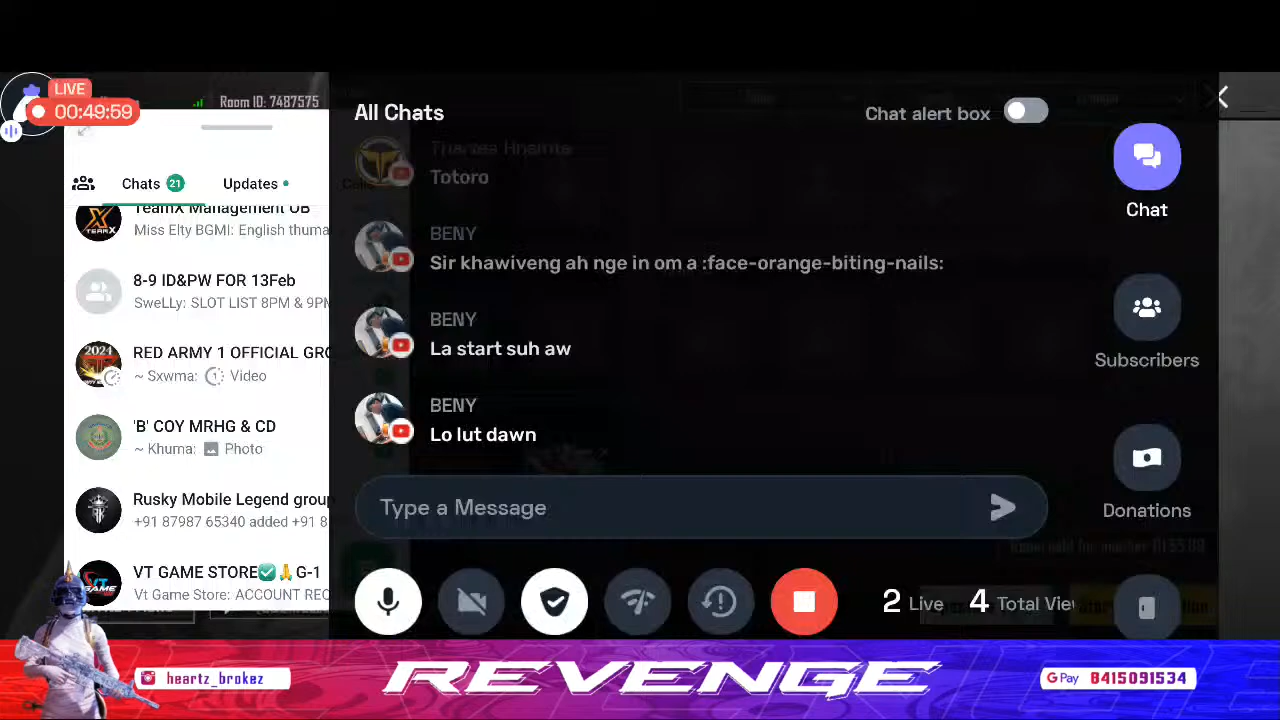 LIVE
00:49:59
Room ID: 7487575
Chats 21
Updates
TeamX Management OB
Miss Elty BGMI: English thuma
8-9 ID&PW FOR 13Feb
SweLLy: SLOT LIST 8PM & 9PM
2024
RED ARMY 1 OFFICIAL GRO
~ Sxwma: 1 Video
'B' COY MRHG & CD
~ Khuma: Photo
Rusky Mobile Legend group
+91 87987 65340 added +91 8
VT GAME STORE✅🙏G-1
Vt Game Store: ACCOUNT REQ
All Chats
Chat alert box
Totoro
BENY
Sir khawiveng ah nge in om a :face-orange-biting-nails:
BENY
La start suh aw
BENY
Lo lut dawn
Type a Message
2 Live 4 Total Vie
Chat
Subscribers
Donations
heartz_brokez
REVENGE
G Pay 8415091534